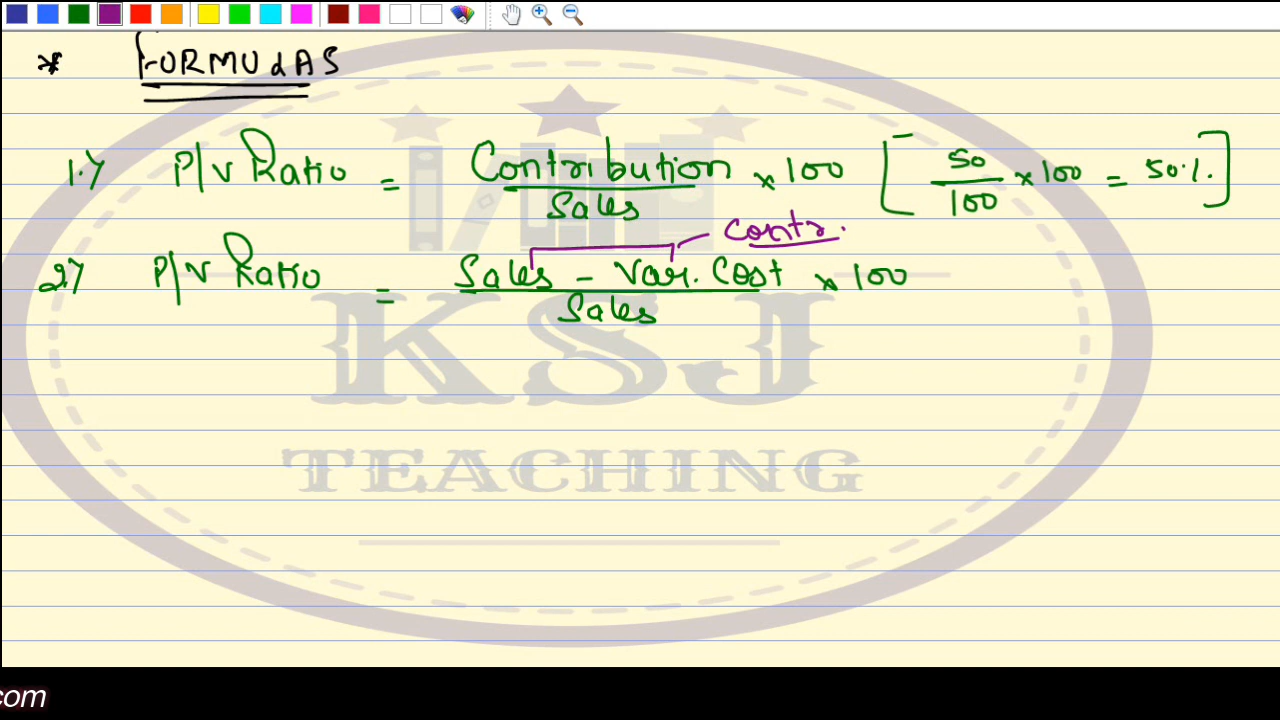 * FORMULAS
1.) P/V Ratio = Contribution / Sales × 100 [ 50 / 100 × 100 = 50%. ]
contr.
2) P/V Ratio = Sales - Var. Cost / Sales × 100
KSJ
TEACHING
com